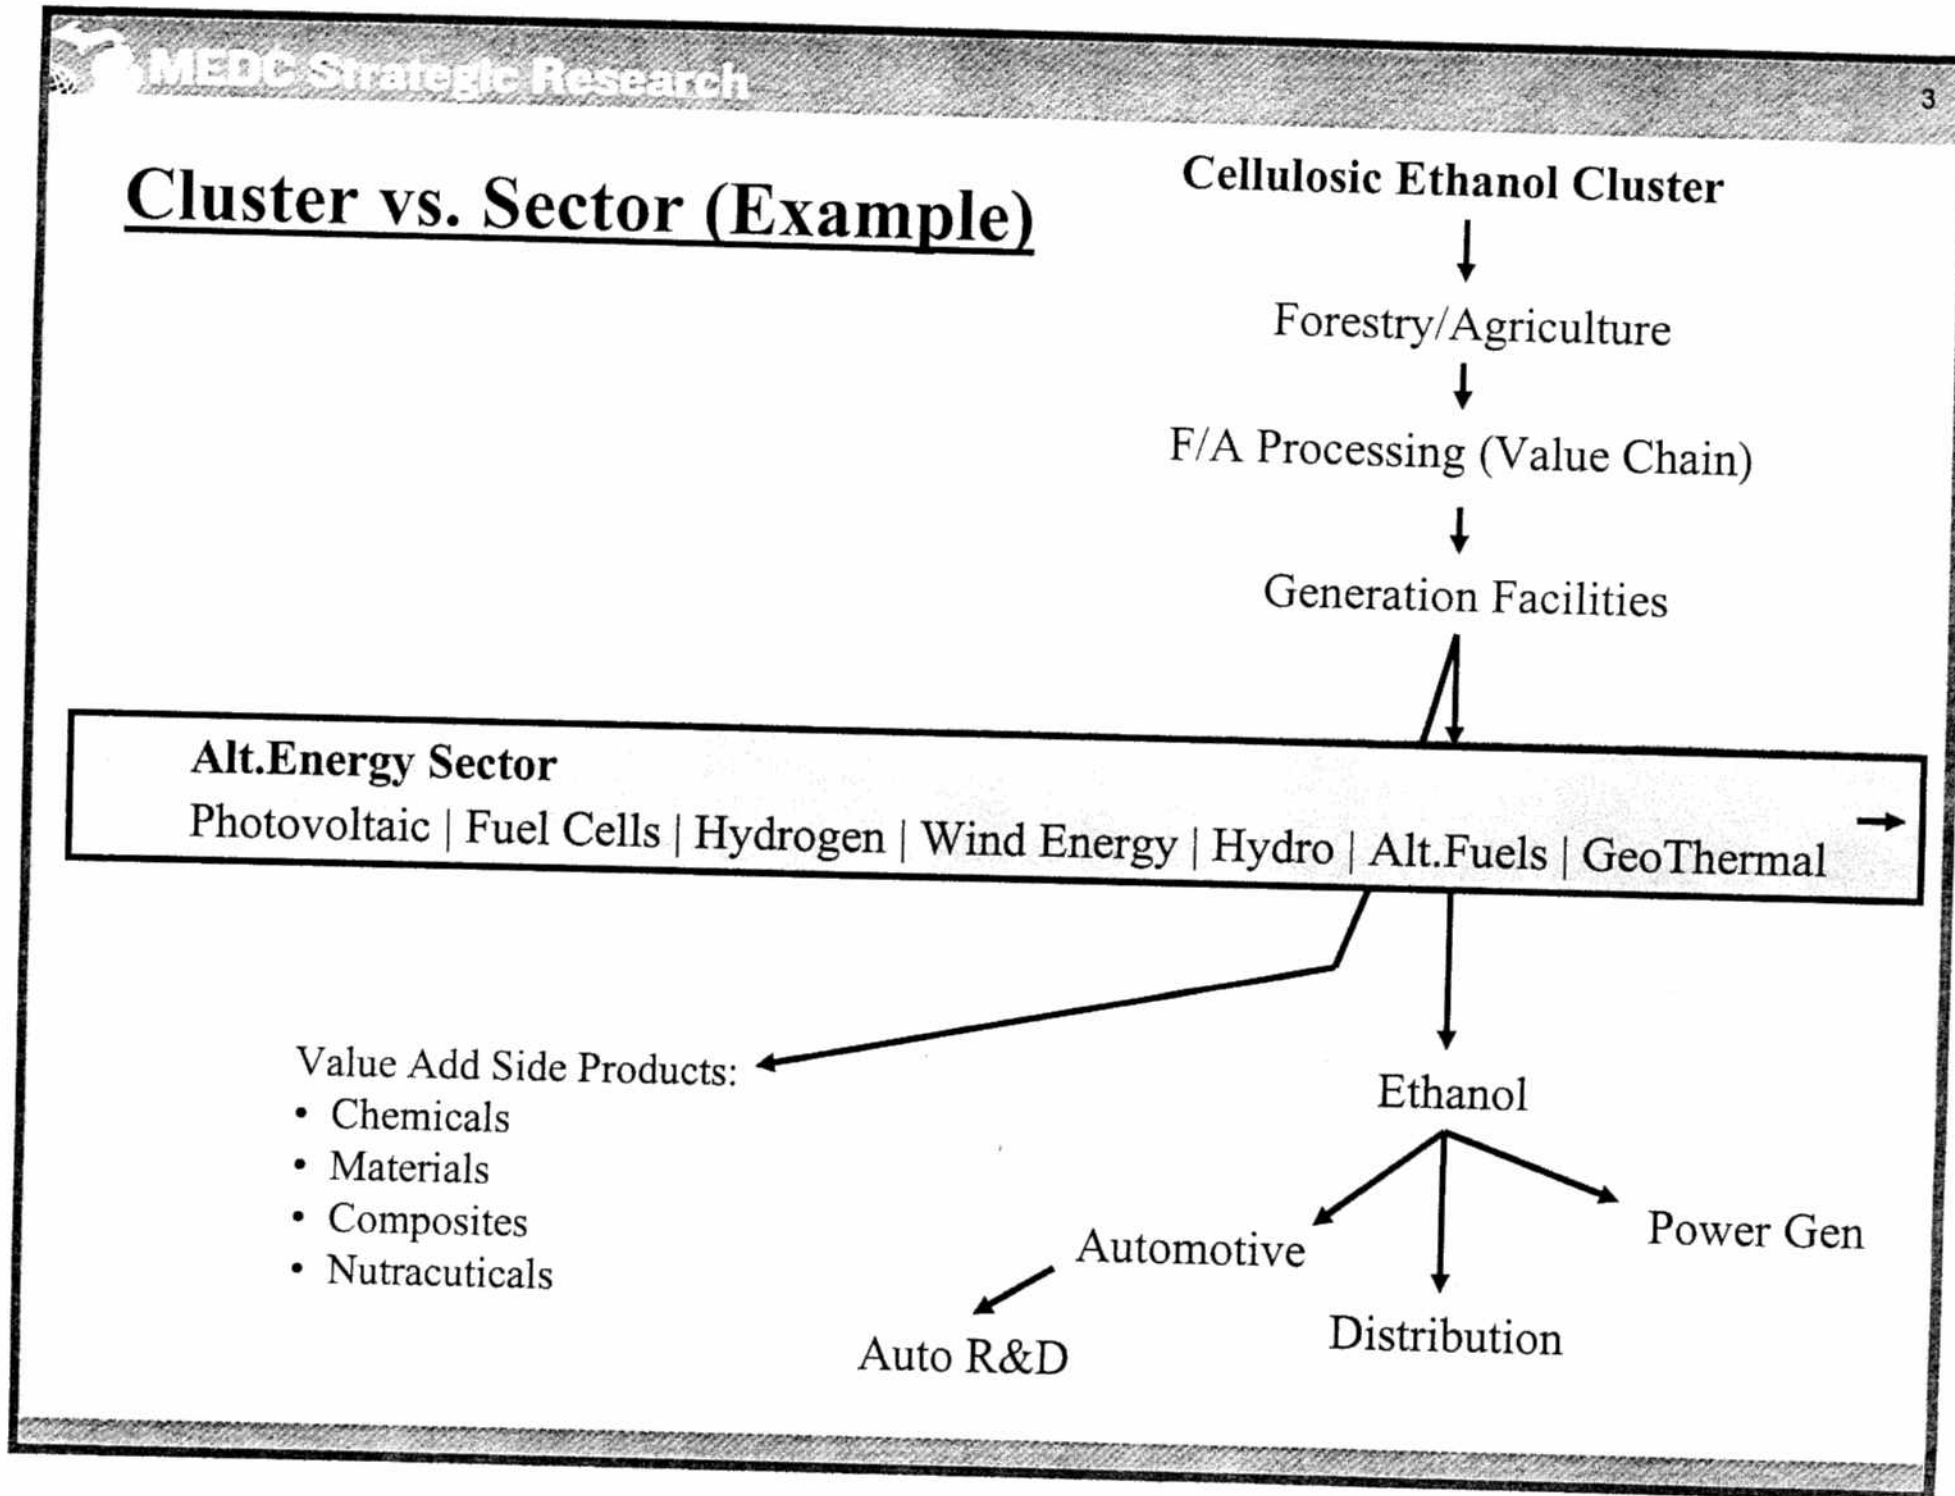 MEDC Strategic Research
3
Cluster vs. Sector (Example)
Cellulosic Ethanol Cluster
Forestry/Agriculture
F/A Processing (Value Chain)
Generation Facilities
Alt.Energy Sector
Photovoltaic | Fuel Cells | Hydrogen | Wind Energy | Hydro | Alt.Fuels | GeoThermal
Value Add Side Products:
• Chemicals
• Materials
• Composites
• Nutracuticals
Ethanol
Automotive
Power Gen
Auto R&D
Distribution